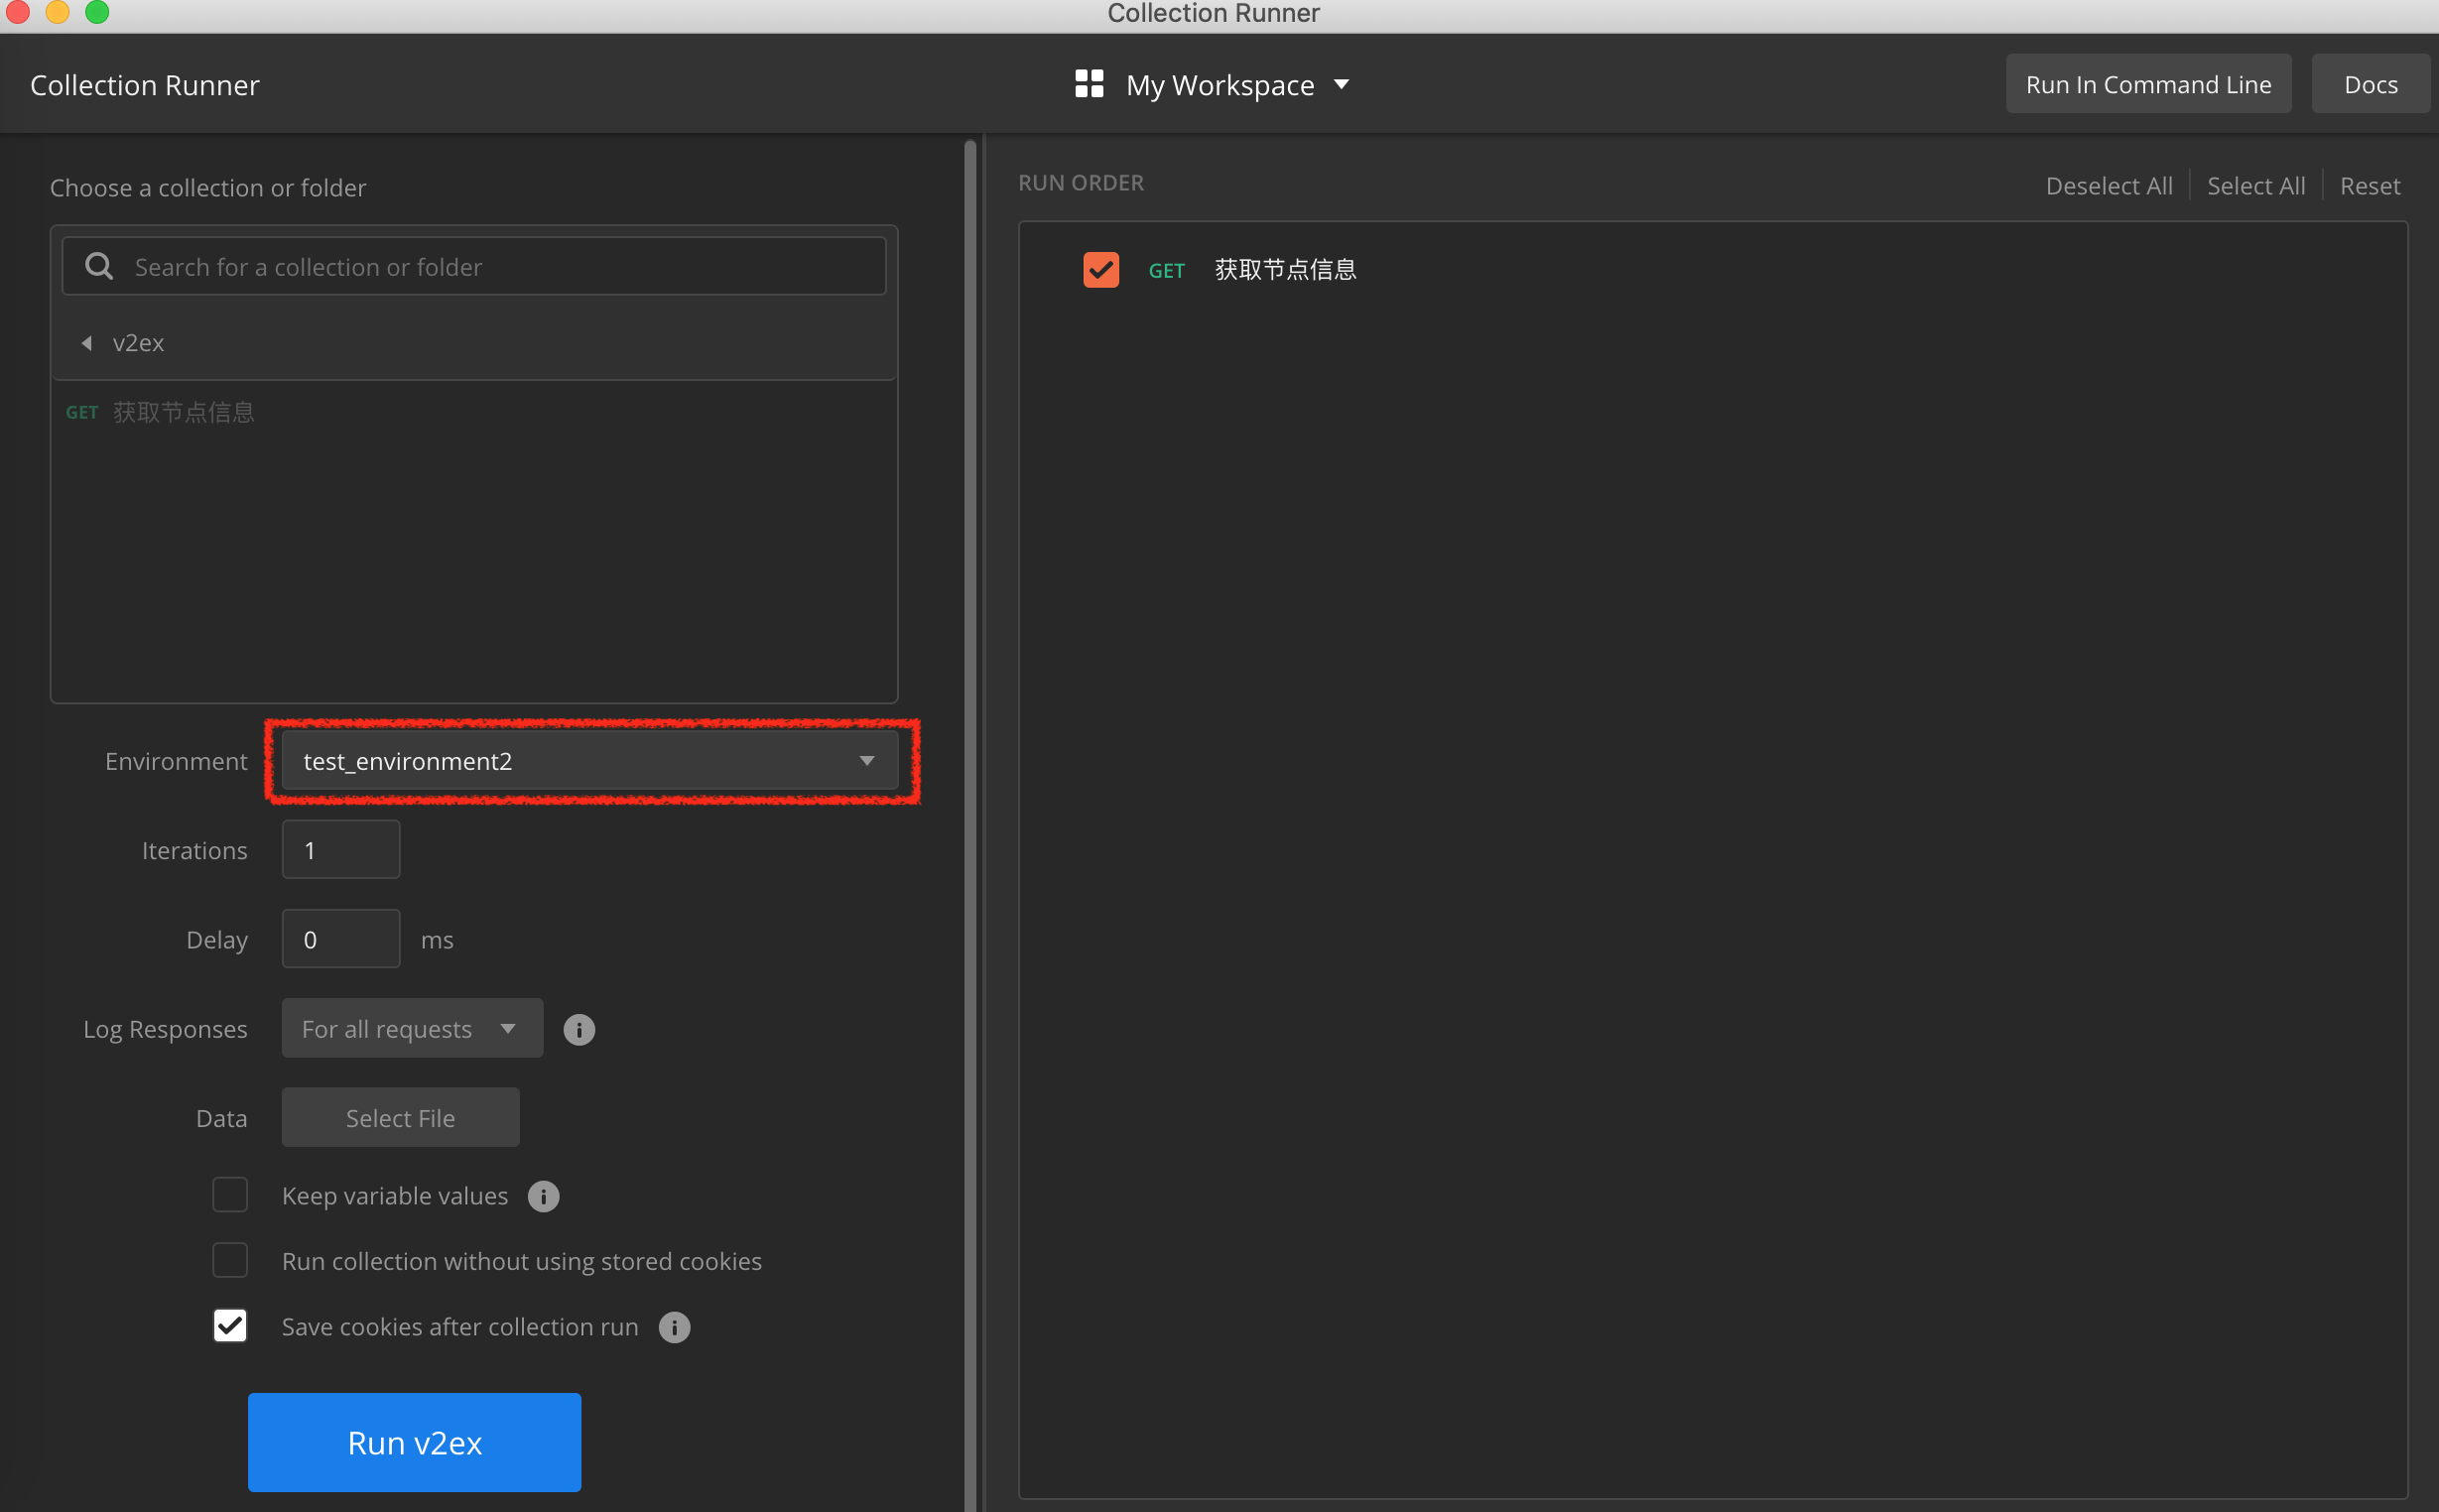 Collection Runner
Collection Runner
My Workspace
Run In Command Line
Docs
Choose a collection or folder
Search for a collection or folder
v2ex
GET 获取节点信息
Environment
test_environment2
Iterations
1
Delay
0
ms
Log Responses
For all requests
Data
Select File
Keep variable values
Run collection without using stored cookies
Save cookies after collection run
Run v2ex
RUN ORDER
Deselect All
Select All
Reset
GET 获取节点信息